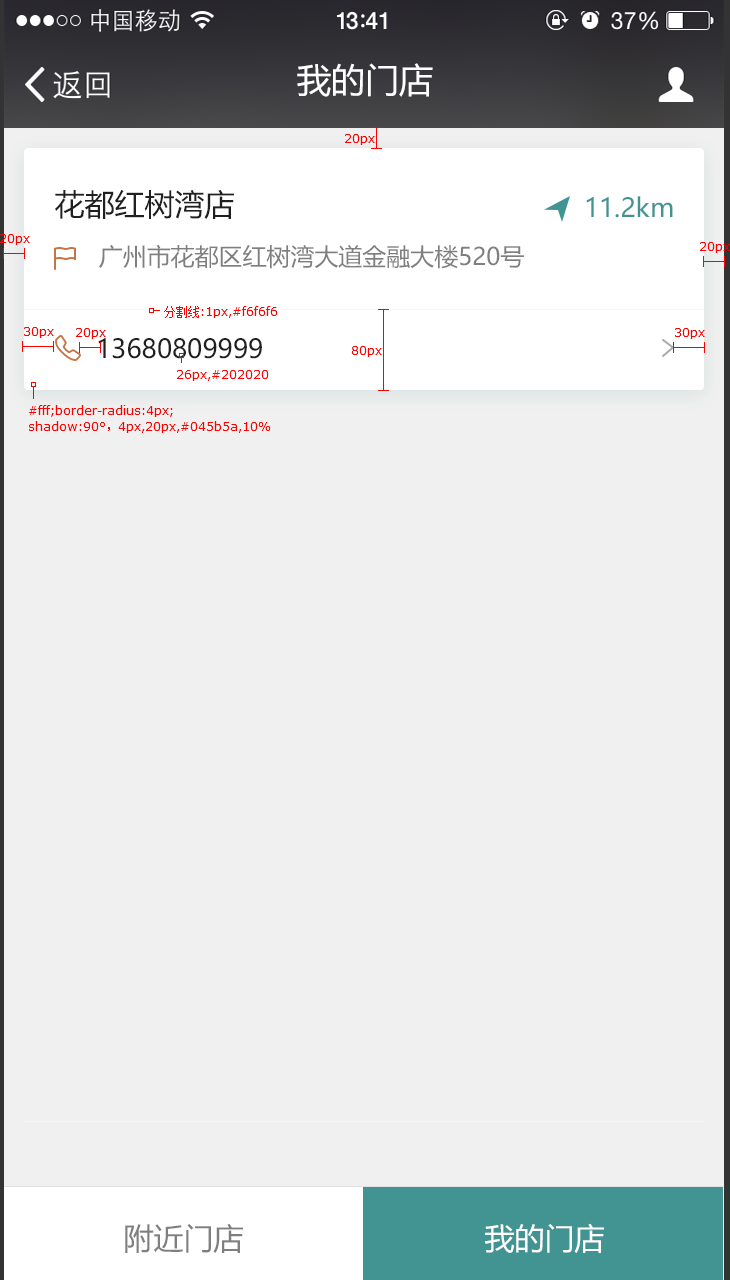 中国移动 13:41 37%
返回 我的门店
20px
花都红树湾店 11.2km
20px 20px
广州市花都区红树湾大道金融大楼520号
分割线:1px,#f6f6f6
30px 20px 30px
13680809999 80px
26px,#202020
#fff;border-radius:4px;
shadow:90°，4px,20px,#045b5a,10%
附近门店 我的门店